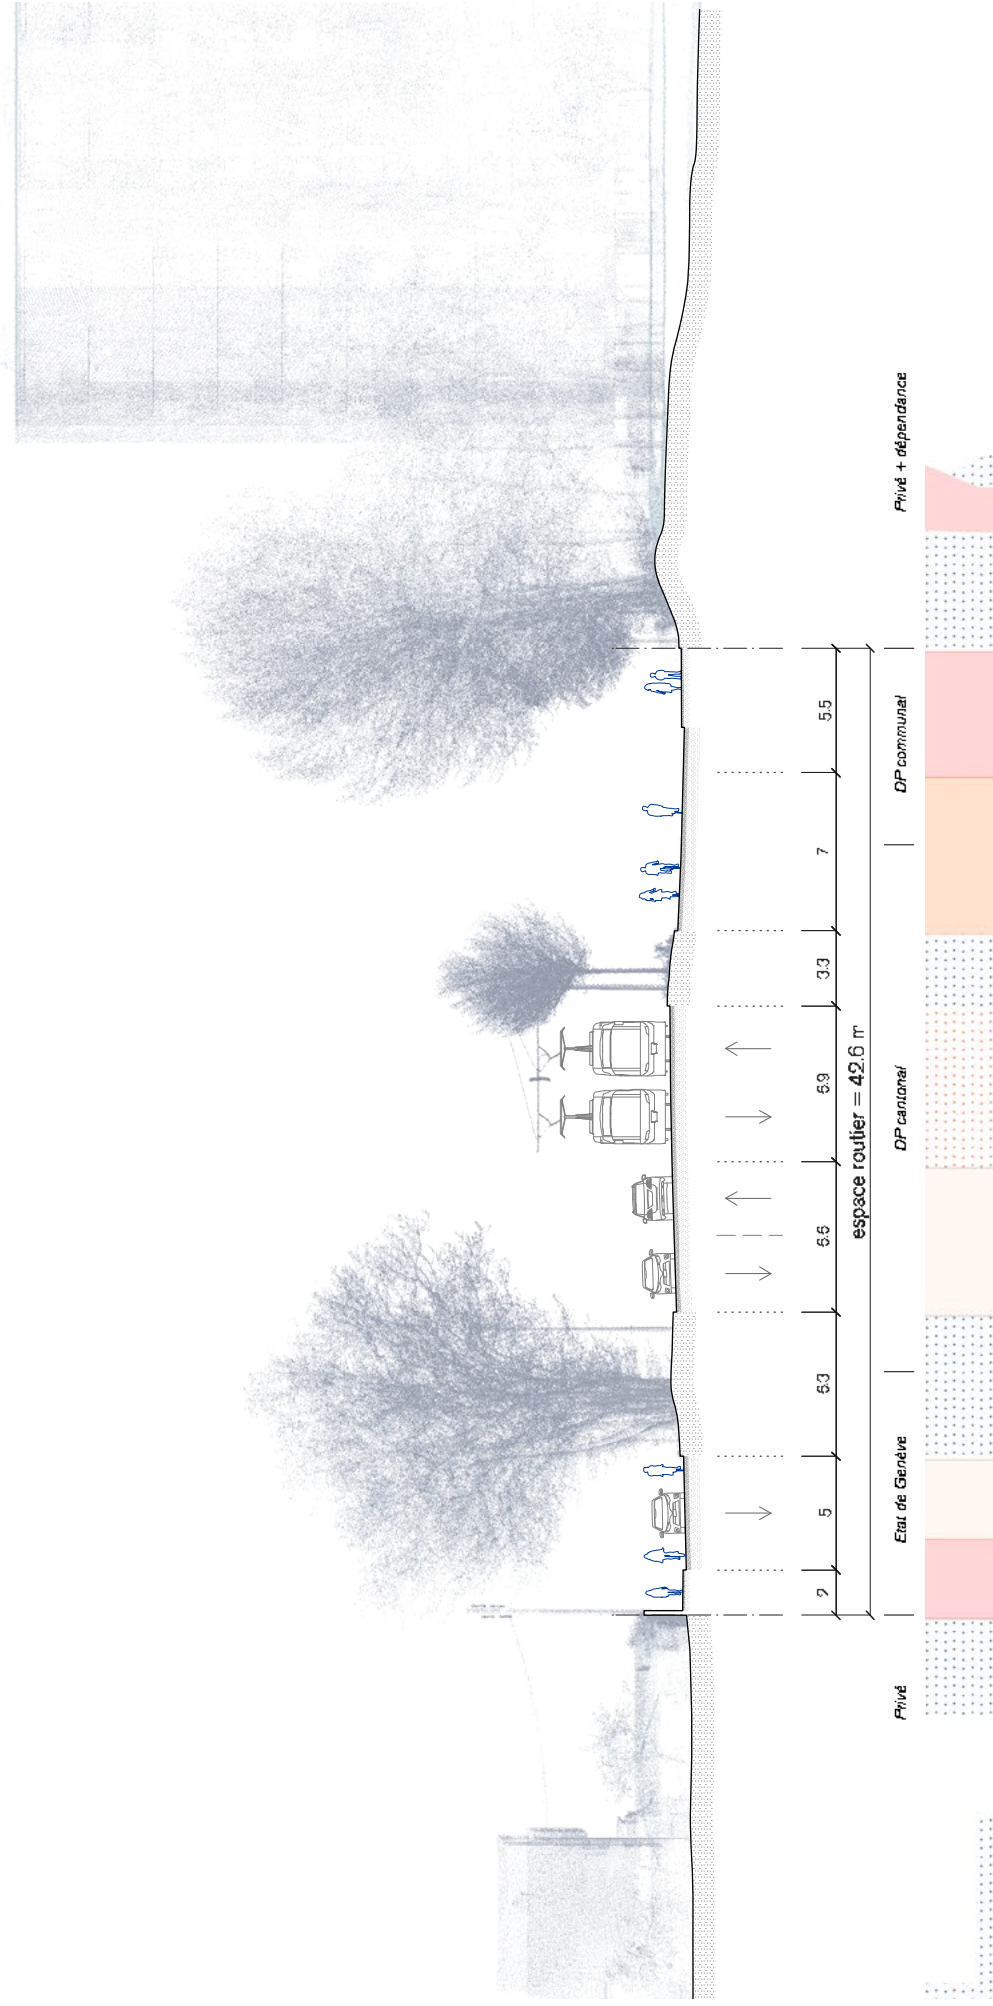 2
5
6.3
6.6
6.9
3.3
7
5.5
espace routier = 42.6 m
Privé
Etat de Genève
DP cantonal
DP communal
Privé + dépendance